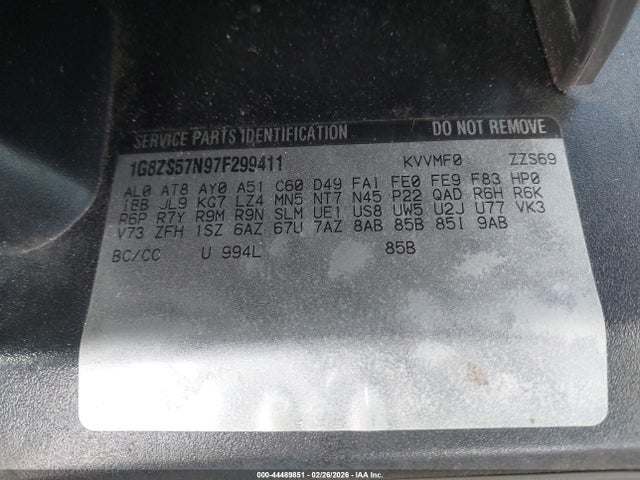 SERVICE PARTS IDENTIFICATION DO NOT REMOVE
1G8ZS57N97F299411 KVVMF0 ZZS69
AL0 AT8 AY0 A51 C60 D49 FA1 FE0 FE9 F83 HP0
IBB JL9 KG7 LZ4 MN5 NT7 N45 P22 QAD R6H R6K
R6P R7Y R9M R9N SLM UE1 US8 UW5 U2J U77 VK3
V73 ZFH 1SZ 6AZ 67U 7AZ 8AB 85B 85I 9AB
BC/CC U 994L 85B
000-44489851 | 02/26/2026 - IAA Corp.